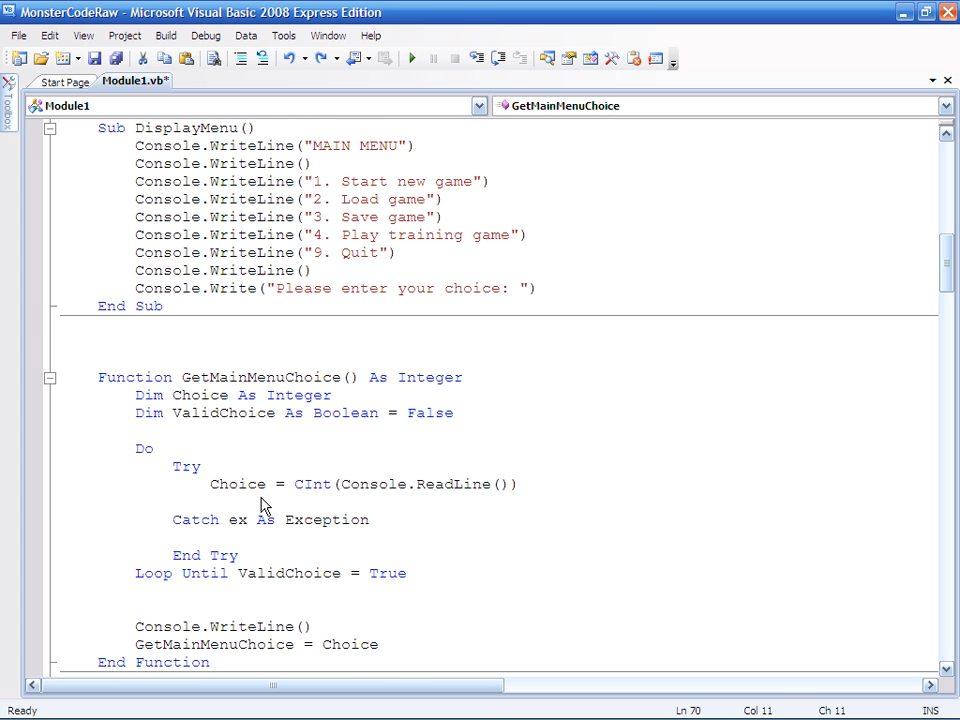 MonsterCodeRaw - Microsoft Visual Basic 2008 Express Edition
File Edit View Project Build Debug Data Tools Window Help
Start Page Module1.vb*
Toolbox
Module1 GetMainMenuChoice
Sub DisplayMenu()
Console.WriteLine("MAIN MENU")
Console.WriteLine()
Console.WriteLine("1. Start new game")
Console.WriteLine("2. Load game")
Console.WriteLine("3. Save game")
Console.WriteLine("4. Play training game")
Console.WriteLine("9. Quit")
Console.WriteLine()
Console.Write("Please enter your choice: ")
End Sub
Function GetMainMenuChoice() As Integer
Dim Choice As Integer
Dim ValidChoice As Boolean = False
Do
Try
Choice = CInt(Console.ReadLine())
Catch ex As Exception
End Try
Loop Until ValidChoice = True
Console.WriteLine()
GetMainMenuChoice = Choice
End Function
Ready Ln 70 Col 11 Ch 11 INS